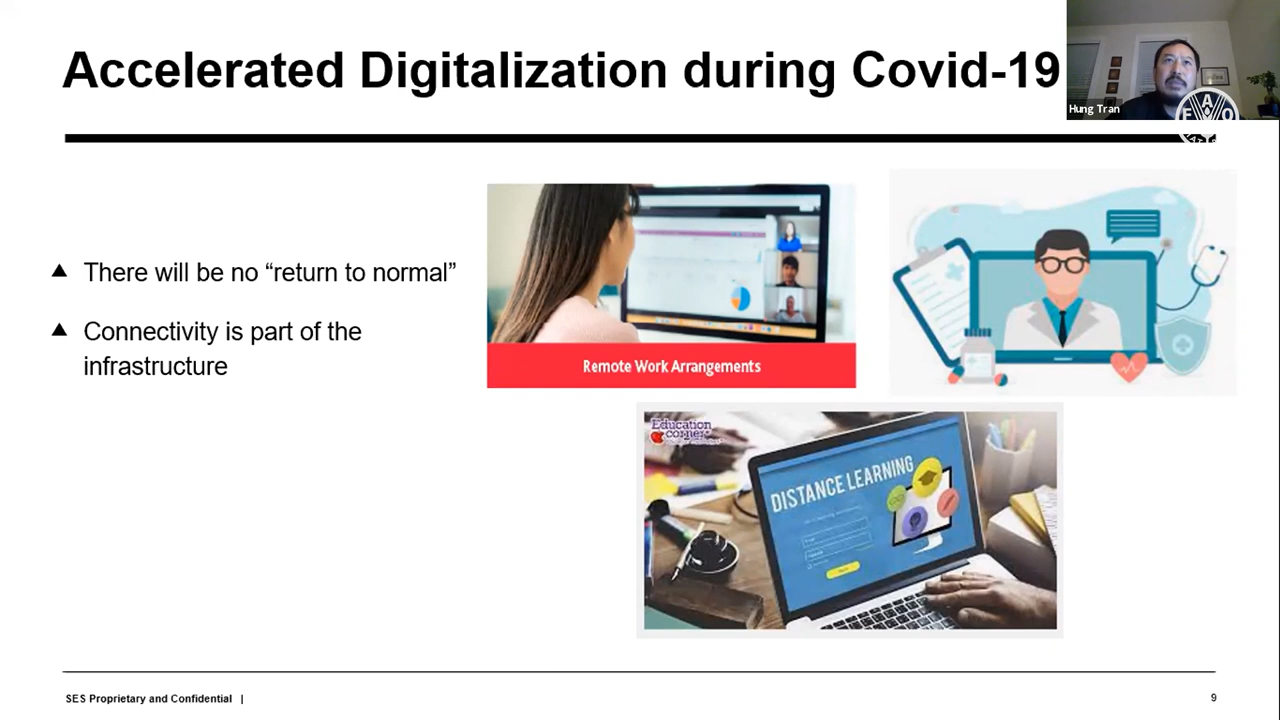 Accelerated Digitalization during Covid-19
Hung Tran
FAO
▲ There will be no “return to normal”
▲ Connectivity is part of the
infrastructure
Remote Work Arrangements
Education
corner
DISTANCE LEARNING
SES Proprietary and Confidential |
9